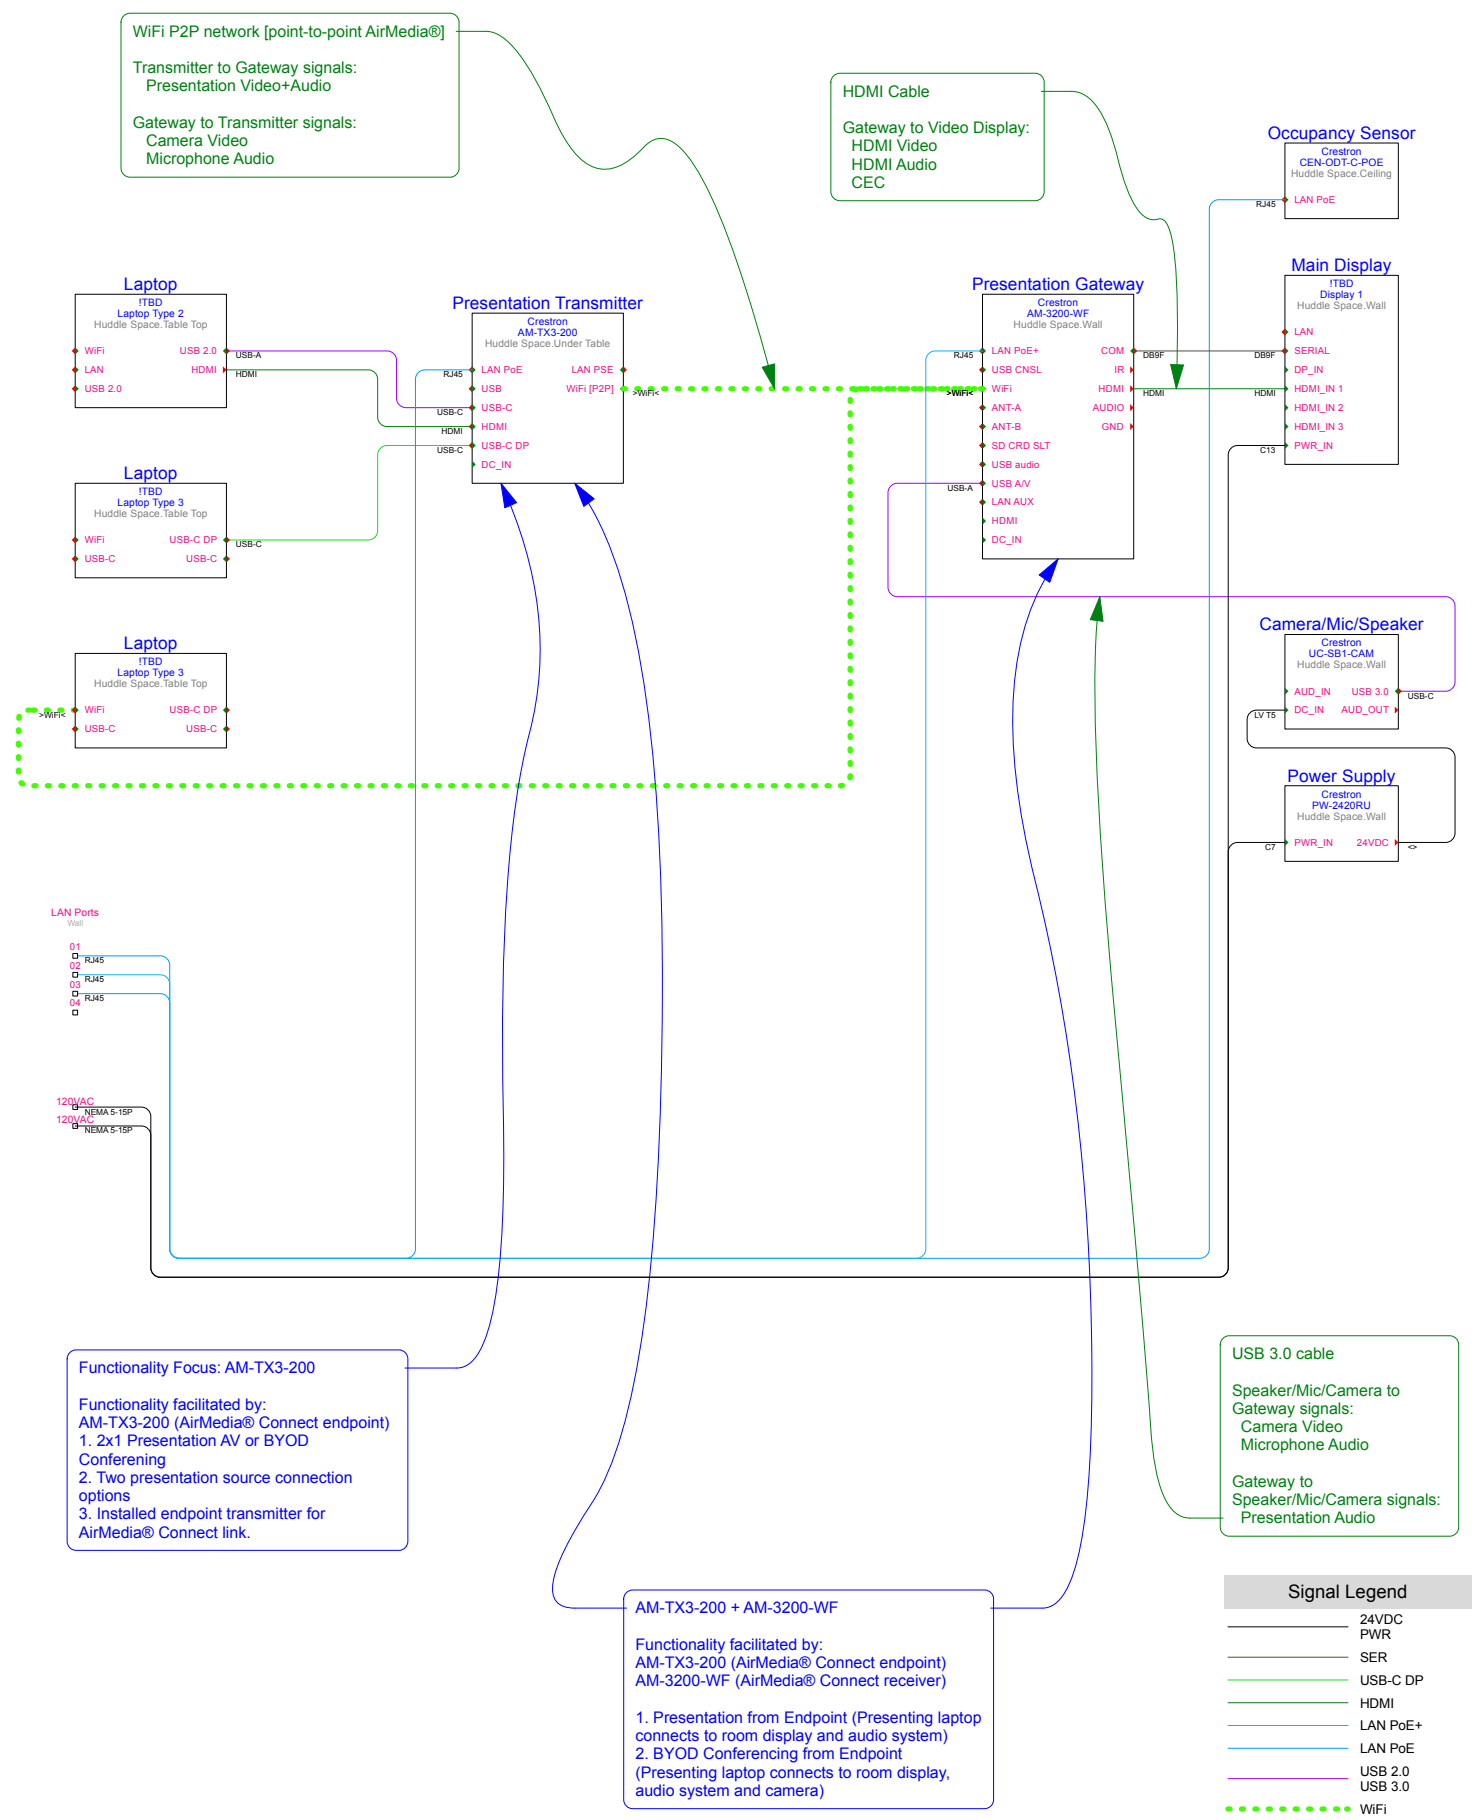 WiFi P2P network [point-to-point AirMedia®]
Transmitter to Gateway signals:
Presentation Video+Audio
Gateway to Transmitter signals:
Camera Video
Microphone Audio
HDMI Cable
Gateway to Video Display:
HDMI Video
HDMI Audio
CEC
Occupancy Sensor
Crestron
CEN-ODT-C-POE
Huddle Space.Ceiling
RJ45
LAN PoE
Laptop
!TBD
Laptop Type 2
Huddle Space.Table Top
WiFi
LAN
USB 2.0
USB 2.0
HDMI
USB-A
HDMI
Presentation Transmitter
Crestron
AM-TX3-200
Huddle Space.Under Table
RJ45
USB-C
HDMI
USB-C
LAN PoE
USB
USB-C
HDMI
USB-C DP
DC_IN
LAN PSE
WiFi [P2P]
>WiFi<
Presentation Gateway
Crestron
AM-3200-WF
Huddle Space.Wall
RJ45
>WiFi<
USB-A
LAN PoE+
USB CNSL
WiFi
ANT-A
ANT-B
SD CRD SLT
USB audio
USB A/V
LAN AUX
HDMI
DC_IN
COM
IR
HDMI
AUDIO
GND
DB9F
HDMI
Main Display
!TBD
Display 1
Huddle Space.Wall
DB9F
HDMI
C13
LAN
SERIAL
DP_IN
HDMI_IN 1
HDMI_IN 2
HDMI_IN 3
PWR_IN
Laptop
!TBD
Laptop Type 3
Huddle Space.Table Top
WiFi
USB-C
USB-C DP
USB-C
USB-C
Laptop
!TBD
Laptop Type 3
Huddle Space.Table Top
>WiFi<
WiFi
USB-C
USB-C DP
USB-C
Camera/Mic/Speaker
Crestron
UC-SB1-CAM
Huddle Space.Wall
LV T5
AUD_IN
DC_IN
USB 3.0
AUD_OUT
USB-C
Power Supply
Crestron
PW-2420RU
Huddle Space.Wall
C7
PWR_IN
24VDC
<>
LAN Ports
Wall
01
RJ45
02
RJ45
03
RJ45
04
120VAC
NEMA 5-15P
120VAC
NEMA 5-15P
Functionality Focus: AM-TX3-200
Functionality facilitated by:
AM-TX3-200 (AirMedia® Connect endpoint)
1. 2x1 Presentation AV or BYOD
Conferening
2. Two presentation source connection
options
3. Installed endpoint transmitter for
AirMedia® Connect link.
AM-TX3-200 + AM-3200-WF
Functionality facilitated by:
AM-TX3-200 (AirMedia® Connect endpoint)
AM-3200-WF (AirMedia® Connect receiver)
1. Presentation from Endpoint (Presenting laptop
connects to room display and audio system)
2. BYOD Conferencing from Endpoint
(Presenting laptop connects to room display,
audio system and camera)
USB 3.0 cable
Speaker/Mic/Camera to
Gateway signals:
Camera Video
Microphone Audio
Gateway to
Speaker/Mic/Camera signals:
Presentation Audio
Signal Legend
24VDC
PWR
SER
USB-C DP
HDMI
LAN PoE+
LAN PoE
USB 2.0
USB 3.0
WiFi